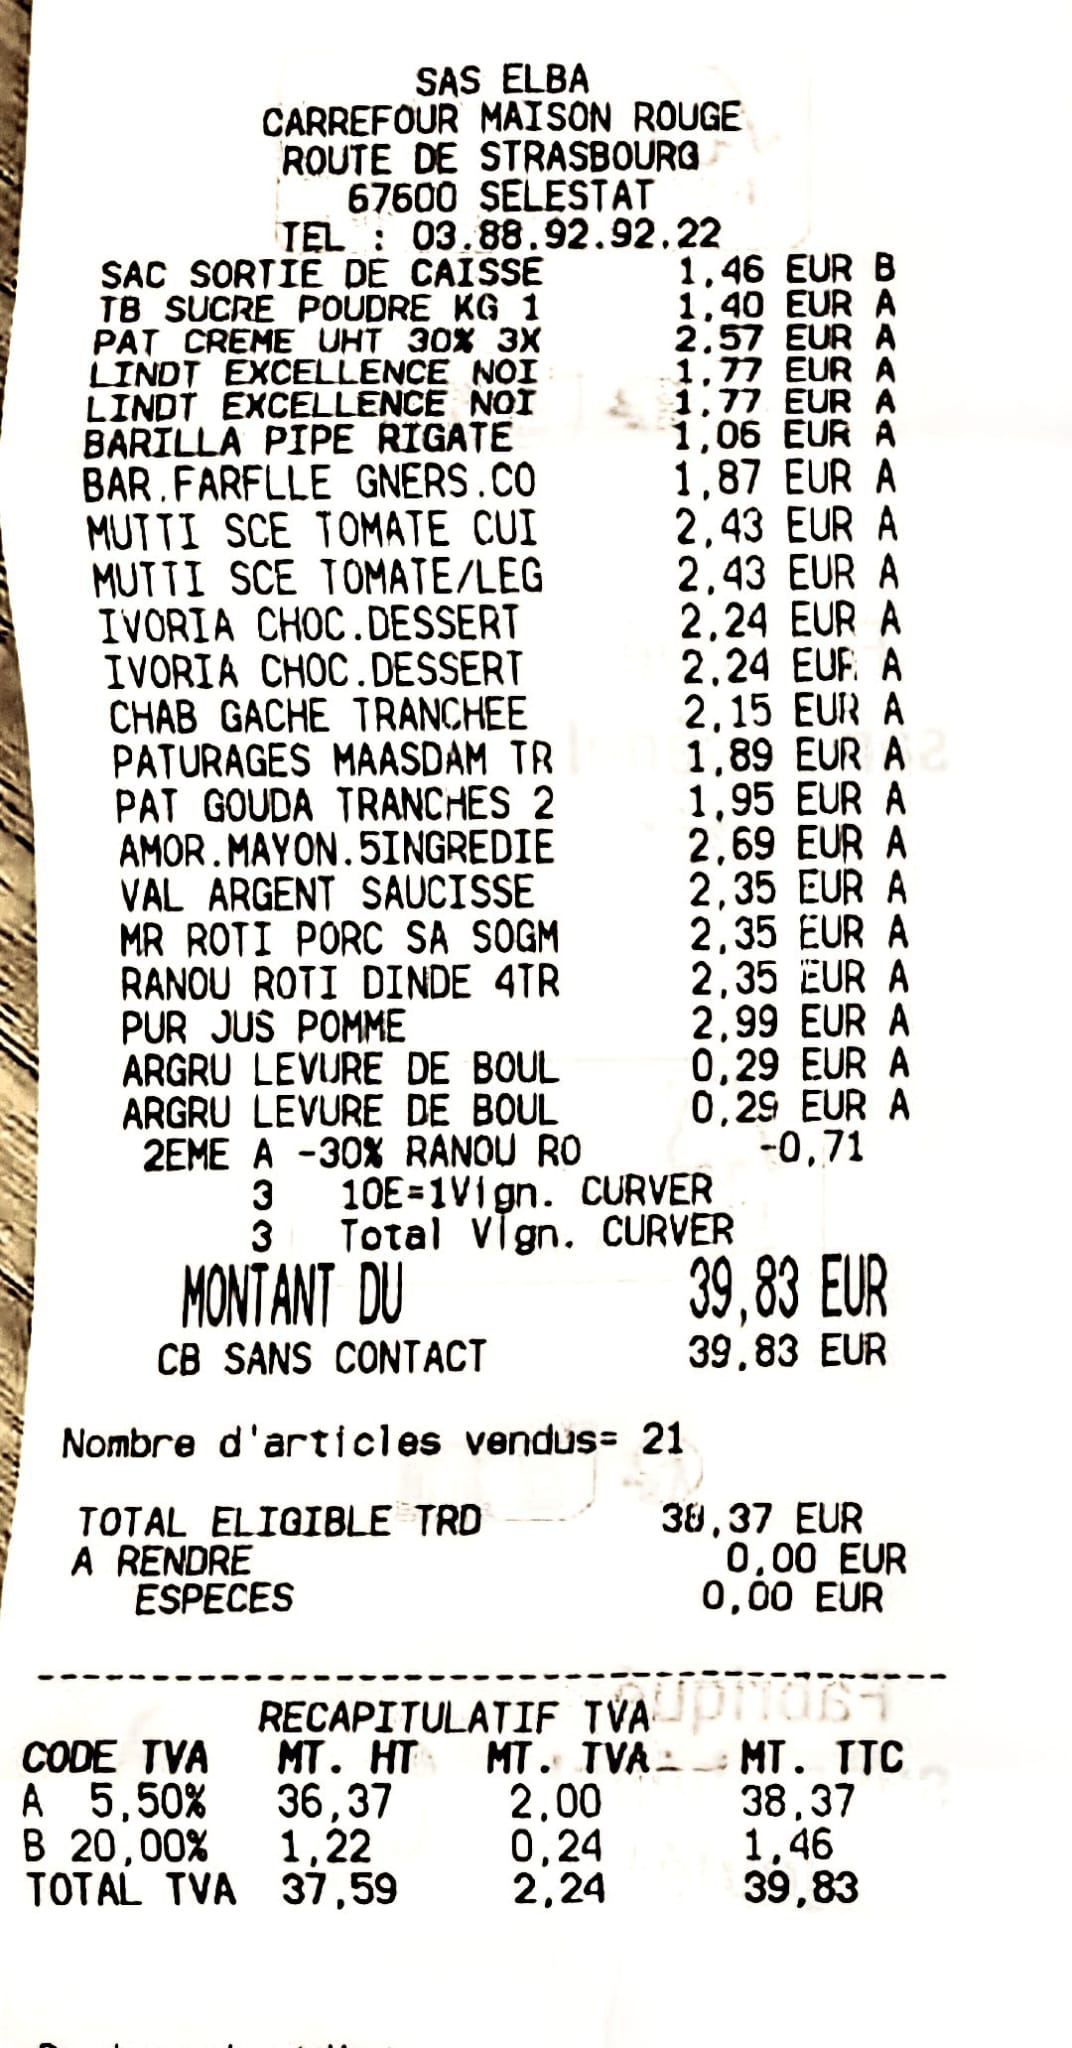 SAS ELBA
CARREFOUR MAISON ROUGE
ROUTE DE STRASBOURG
67600 SELESTAT
TEL : 03.88.92.92.22
SAC SORTIE DE CAISSE 1,46 EUR B
TB SUCRE POUDRE KG 1 1,40 EUR A
PAT CREME UHT 30% 3X 2,57 EUR A
LINDT EXCELLENCE NOI 1,77 EUR A
LINDT EXCELLENCE NOI 1,77 EUR A
BARILLA PIPE RIGATE 1,06 EUR A
BAR.FARFLLE GNERS.CO 1,87 EUR A
MUTTI SCE TOMATE CUI 2,43 EUR A
MUTTI SCE TOMATE/LEG 2,43 EUR A
IVORIA CHOC.DESSERT 2,24 EUR A
IVORIA CHOC.DESSERT 2,24 EUR A
CHAB GACHE TRANCHEE 2,15 EUR A
PATURAGES MAASDAM TR 1,89 EUR A
PAT GOUDA TRANCHES 2 1,95 EUR A
AMOR.MAYON.5INGREDIE 2,69 EUR A
VAL ARGENT SAUCISSE 2,35 EUR A
MR ROTI PORC SA SOGM 2,35 EUR A
RANOU ROTI DINDE 4TR 2,35 EUR A
PUR JUS POMME 2,99 EUR A
ARGRU LEVURE DE BOUL 0,29 EUR A
ARGRU LEVURE DE BOUL 0,29 EUR A
2EME A -30% RANOU RO -0,71
3 10E=1Vign. CURVER
3 Total Vign. CURVER
MONTANT DU 39,83 EUR
CB SANS CONTACT 39,83 EUR
Nombre d'articles vendus= 21
TOTAL ELIGIBLE TRD 38,37 EUR
A RENDRE 0,00 EUR
ESPECES 0,00 EUR
RECAPITULATIF TVA
CODE TVA MT. HT MT. TVA MT. TTC
A 5,50% 36,37 2,00 38,37
B 20,00% 1,22 0,24 1,46
TOTAL TVA 37,59 2,24 39,83